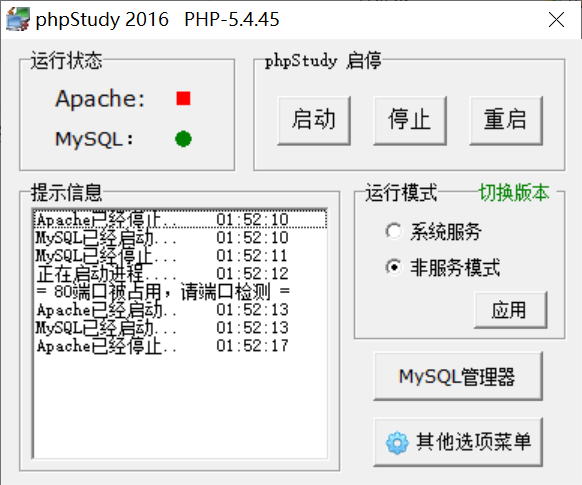 phpStudy 2016 PHP-5.4.45
运行状态
Apache:
MySQL:
phpStudy 启停
启动 停止 重启
提示信息
Apache已经停止.. 01:52:10
MySQL已经启动... 01:52:10
MySQL已经停止... 01:52:11
正在启动进程.... 01:52:12
= 80端口被占用，请端口检测 =
Apache已经启动.. 01:52:13
MySQL已经启动... 01:52:13
Apache已经停止.. 01:52:17
运行模式 切换版本
系统服务
非服务模式
应用
MySQL管理器
其他选项菜单